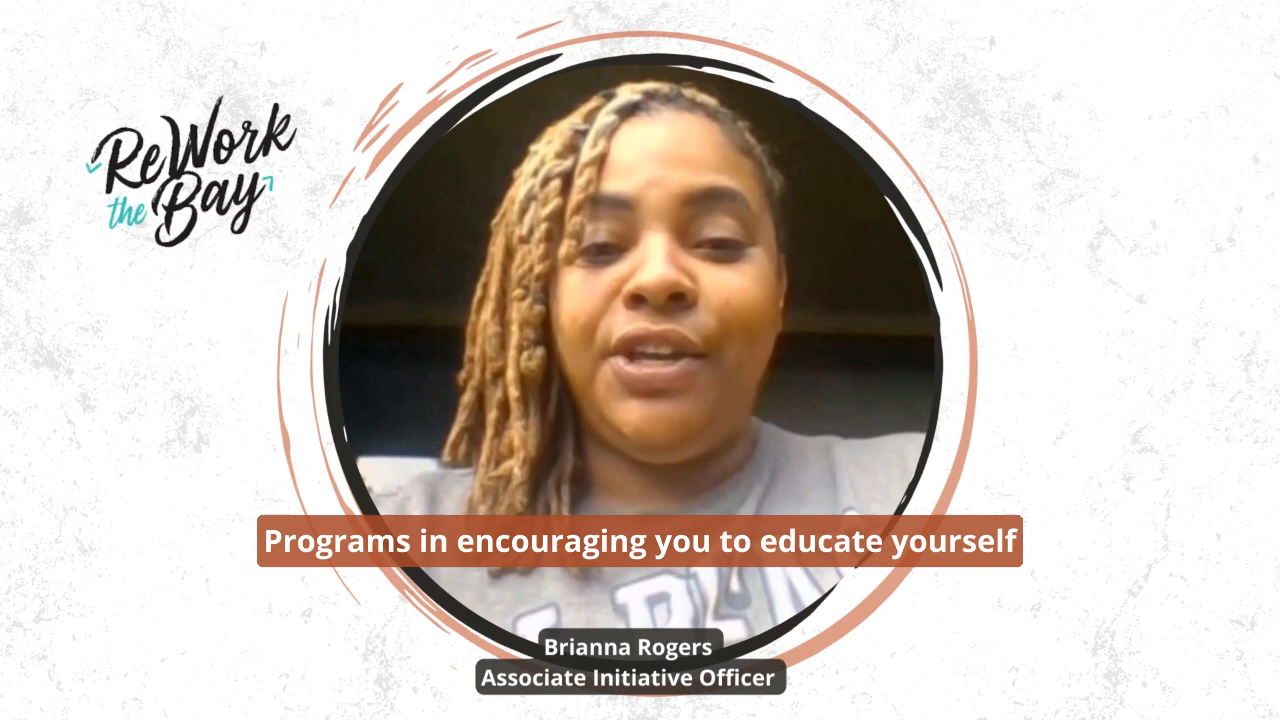 ReWork
the Bay
Programs in encouraging you to educate yourself
Brianna Rogers
Associate Initiative Officer